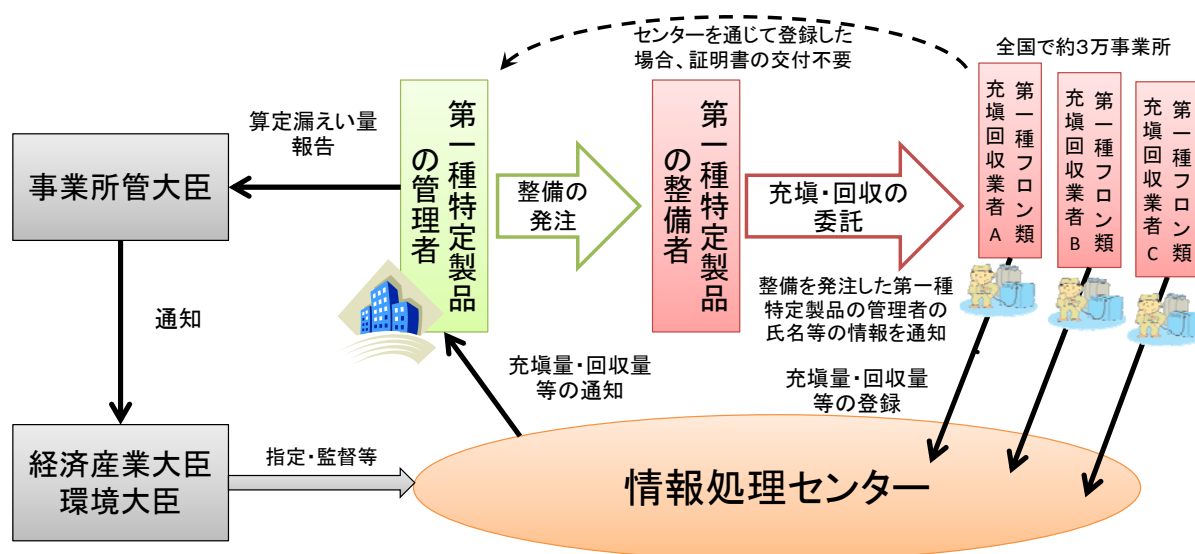 センターを通じて登録した
場合、証明書の交付不要
全国で約3万事業所
算定漏えい量
報告
事業所管大臣
第一種特定製品
の管理者
整備の
発注
第一種特定製品
の整備者
充塡・回収の
委託
第一種フロン類
充塡回収業者A
第一種フロン類
充塡回収業者B
第一種フロン類
充塡回収業者C
通知
整備を発注した第一種
特定製品の管理者の
氏名等の情報を通知
充塡量・回収量
等の通知
充塡量・回収量
等の登録
経済産業大臣
環境大臣
指定・監督等
情報処理センター